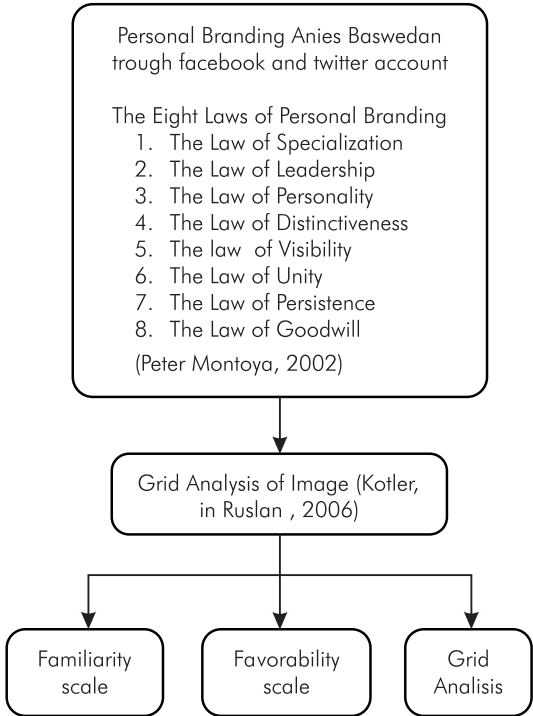 Personal Branding Anies Baswedan
trough facebook and twitter account
The Eight Laws of Personal Branding
1. The Law of Specialization
2. The Law of Leadership
3. The Law of Personality
4. The Law of Distinctiveness
5. The law of Visibility
6. The Law of Unity
7. The Law of Persistence
8. The Law of Goodwill
(Peter Montoya, 2002)
Grid Analysis of Image (Kotler,
in Ruslan , 2006)
Familiarity
scale
Favorability
scale
Grid
Analisis